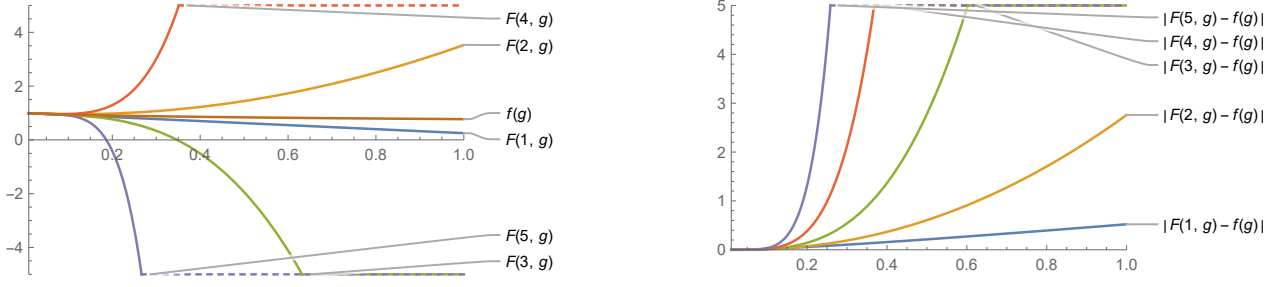 4
2
0
−2
−4
0.2
0.4
0.6
0.8
1.0
F(4, g)
F(2, g)
f(g)
F(1, g)
F(5, g)
F(3, g)
5
4
3
2
1
0
0.2
0.4
0.6
0.8
1.0
| F(5, g) − f(g) |
| F(4, g) − f(g) |
| F(3, g) − f(g) |
| F(2, g) − f(g) |
| F(1, g) − f(g) |